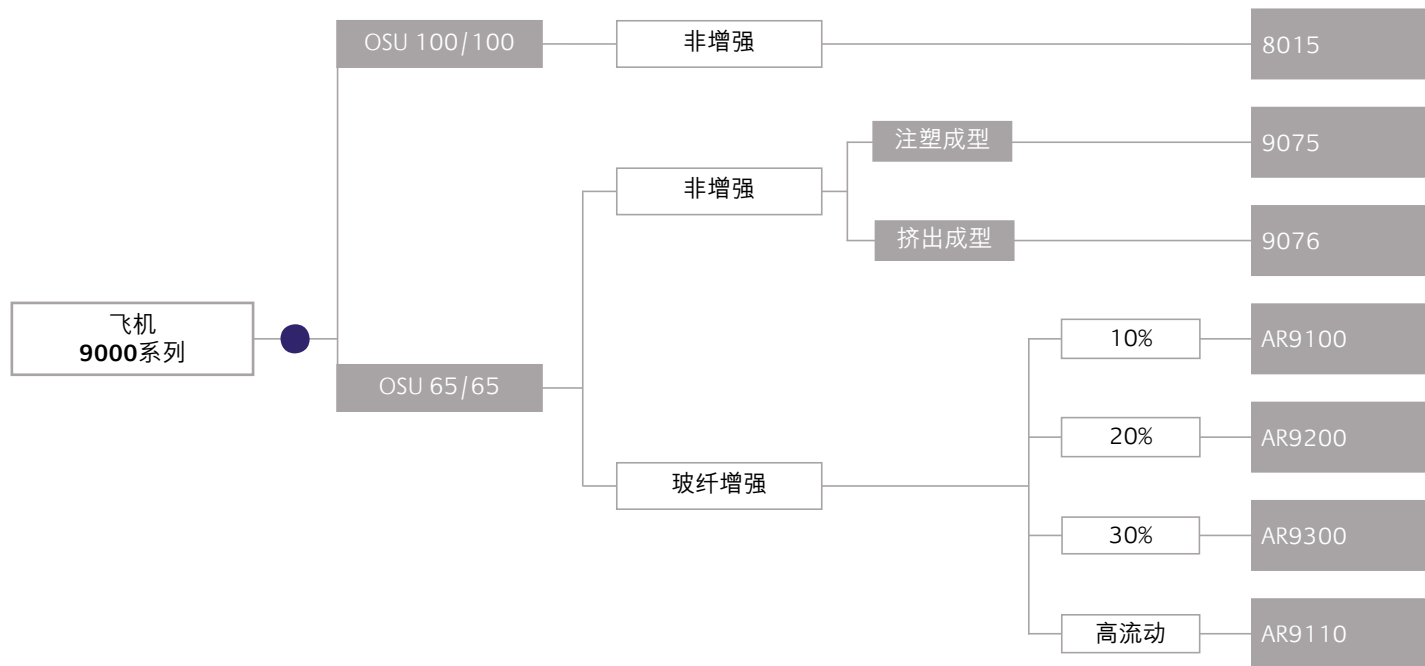 OSU 100/100
非增强
8015
注塑成型
9075
非增强
挤出成型
9076
飞机
9000系列
10%
AR9100
OSU 65/65
20%
AR9200
玻纤增强
30%
AR9300
高流动
AR9110